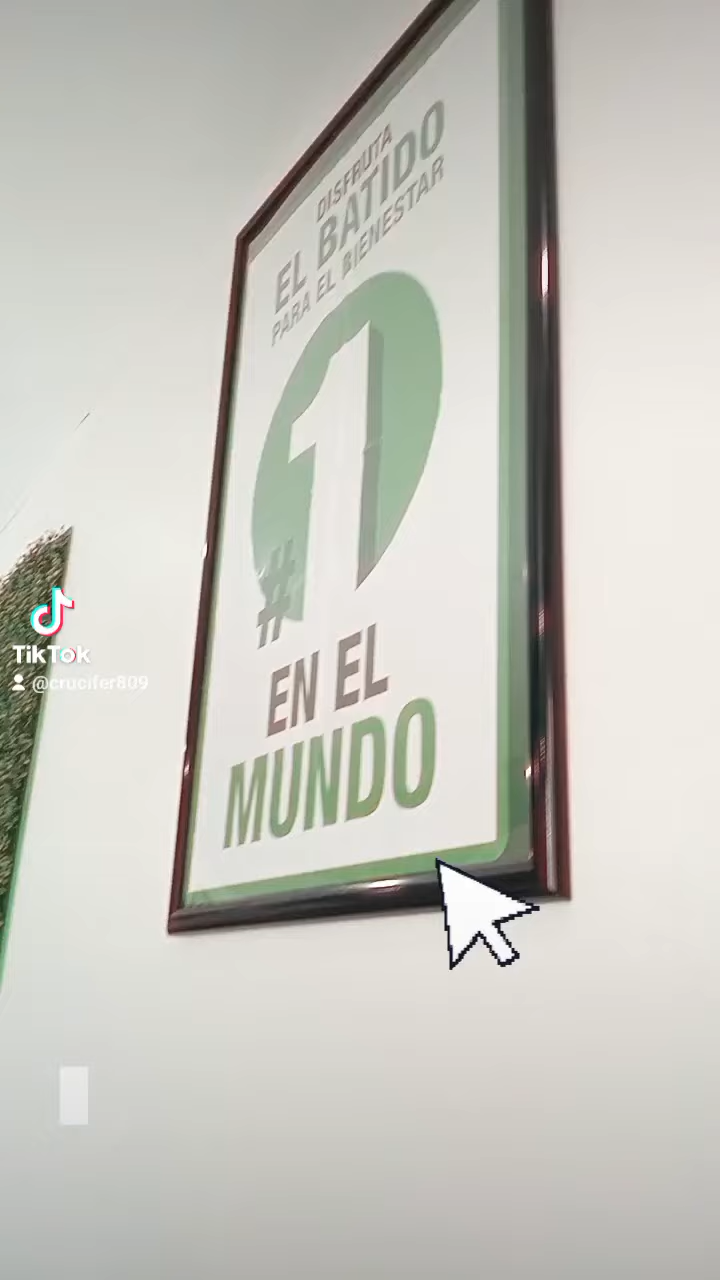 DISFRUTA
EL BATIDO
PARA EL BIENESTAR
#1
EN EL
MUNDO
TikTok
@crucifer809